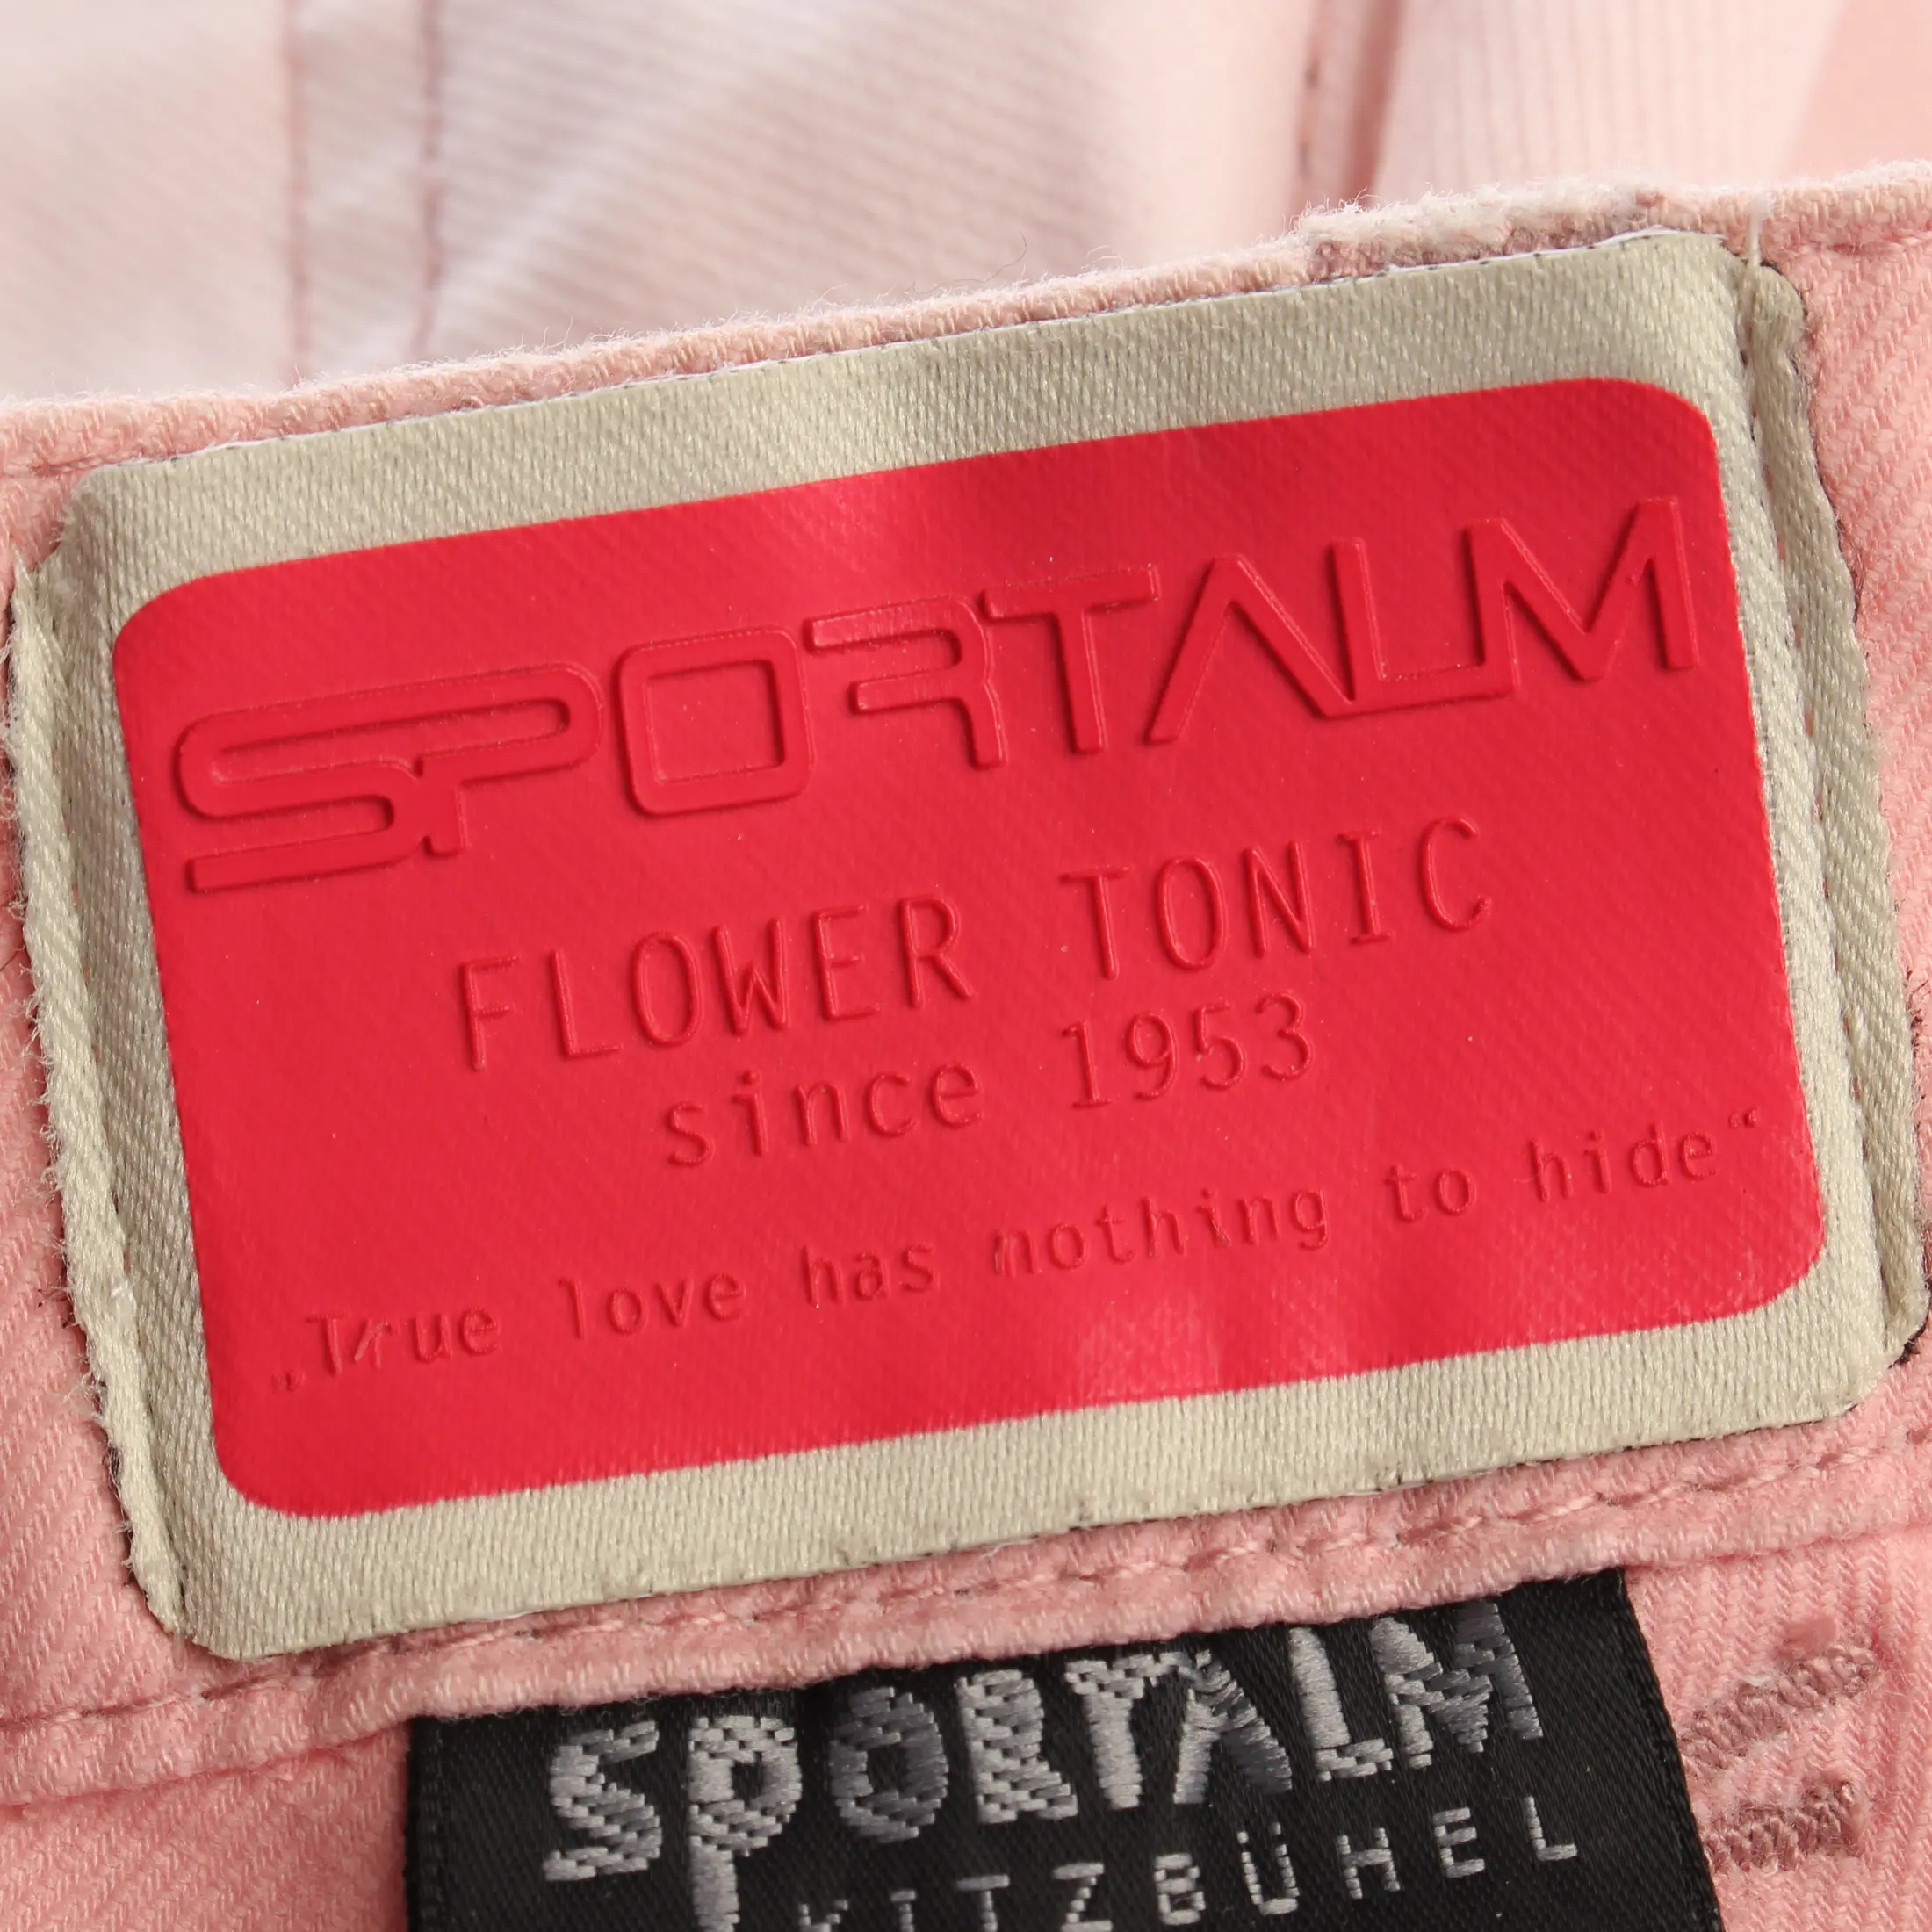 SPORTALM
FLOWER TONIC
since 1953
„True love has nothing to hide“
SPORTALM
KITZBÜHEL